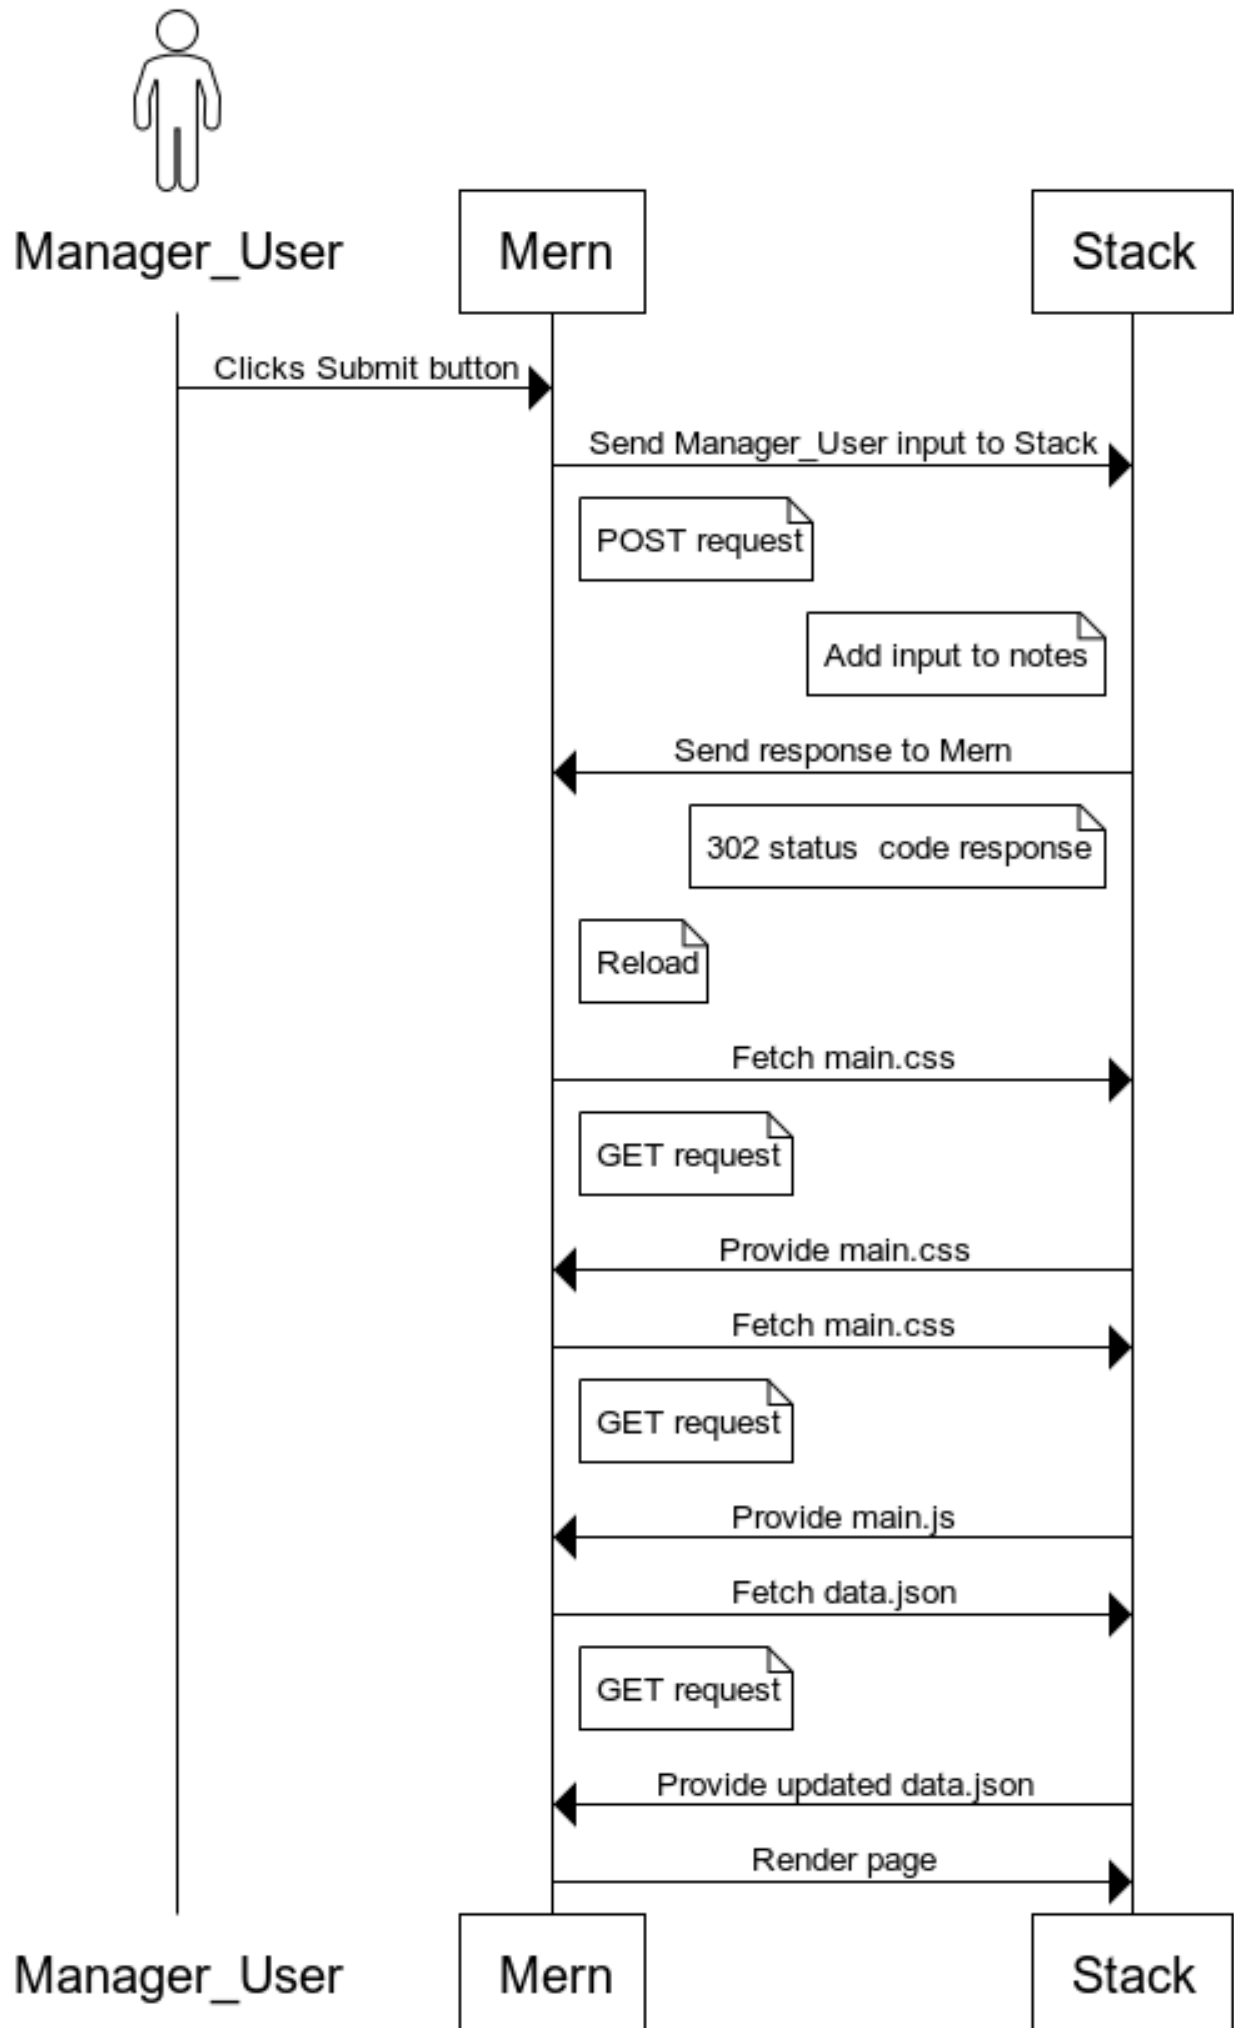 Manager_User
Mern
Stack
Clicks Submit button
Send Manager_User input to Stack
POST request
Add input to notes
Send response to Mern
302 status  code response
Reload
Fetch main.css
GET request
Provide main.css
Fetch main.css
GET request
Provide main.js
Fetch data.json
GET request
Provide updated data.json
Render page
Manager_User
Mern
Stack